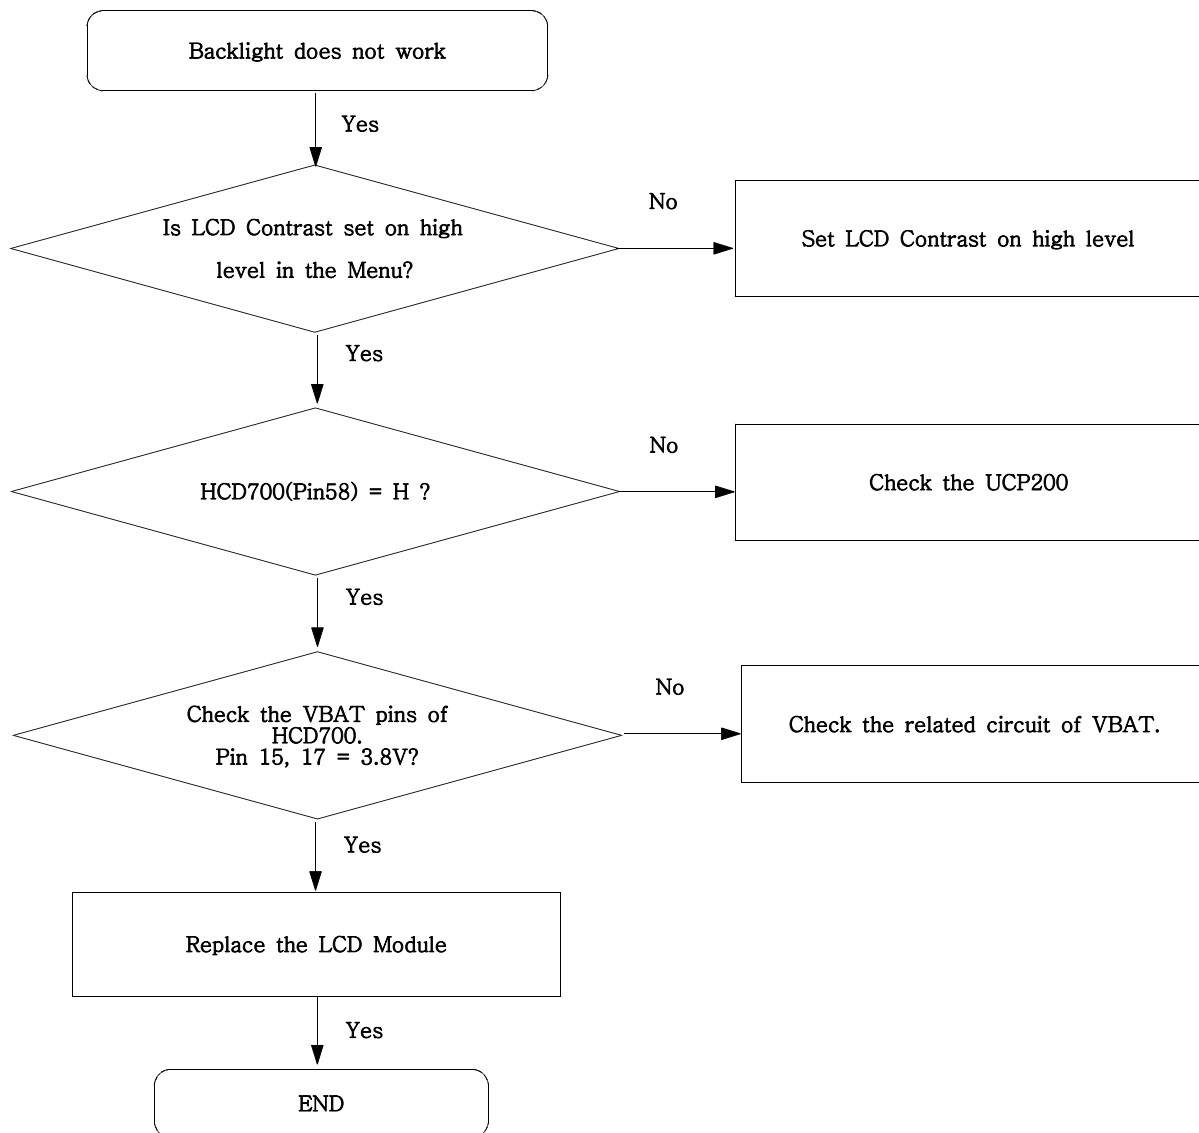 Backlight does not work
Yes
Is LCD Contrast set on high
level in the Menu?
No
Set LCD Contrast on high level
Yes
HCD700(Pin58) = H ?
No
Check the UCP200
Yes
Check the VBAT pins of
HCD700.
Pin 15, 17 = 3.8V?
No
Check the related circuit of VBAT.
Yes
Replace the LCD Module
Yes
END